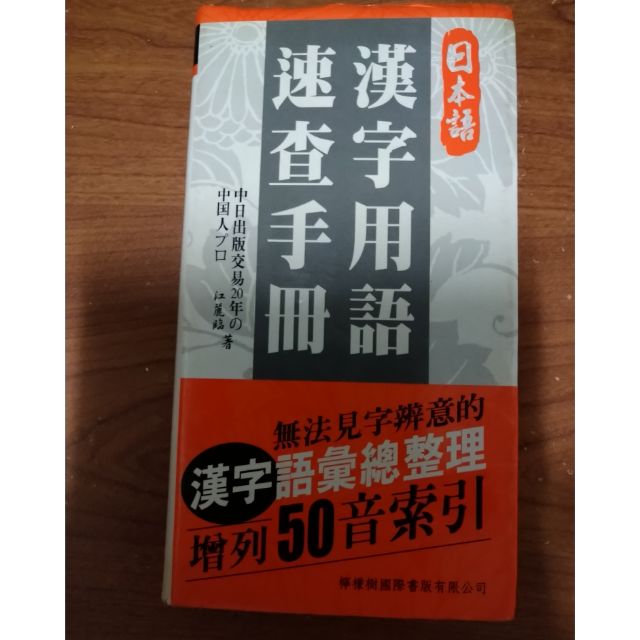 日本語
漢字用語
速查手冊
中日出版交易20年の
中国人プロ
江麗臨 著
無法見字辨意的
漢字語彙總整理
增列50音索引
檸檬樹國際書版有限公司